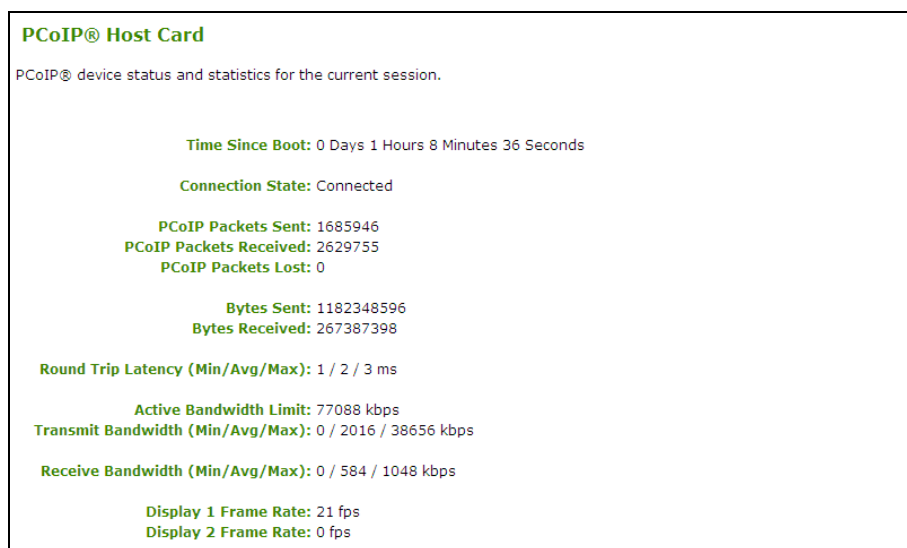 PCoIP® Host Card
PCoIP® device status and statistics for the current session.
Time Since Boot: 0 Days 1 Hours 8 Minutes 36 Seconds
Connection State: Connected
PCoIP Packets Sent: 1685946
PCoIP Packets Received: 2629755
PCoIP Packets Lost: 0
Bytes Sent: 1182348596
Bytes Received: 267387398
Round Trip Latency (Min/Avg/Max): 1 / 2 / 3 ms
Active Bandwidth Limit: 77088 kbps
Transmit Bandwidth (Min/Avg/Max): 0 / 2016 / 38656 kbps
Receive Bandwidth (Min/Avg/Max): 0 / 584 / 1048 kbps
Display 1 Frame Rate: 21 fps
Display 2 Frame Rate: 0 fps